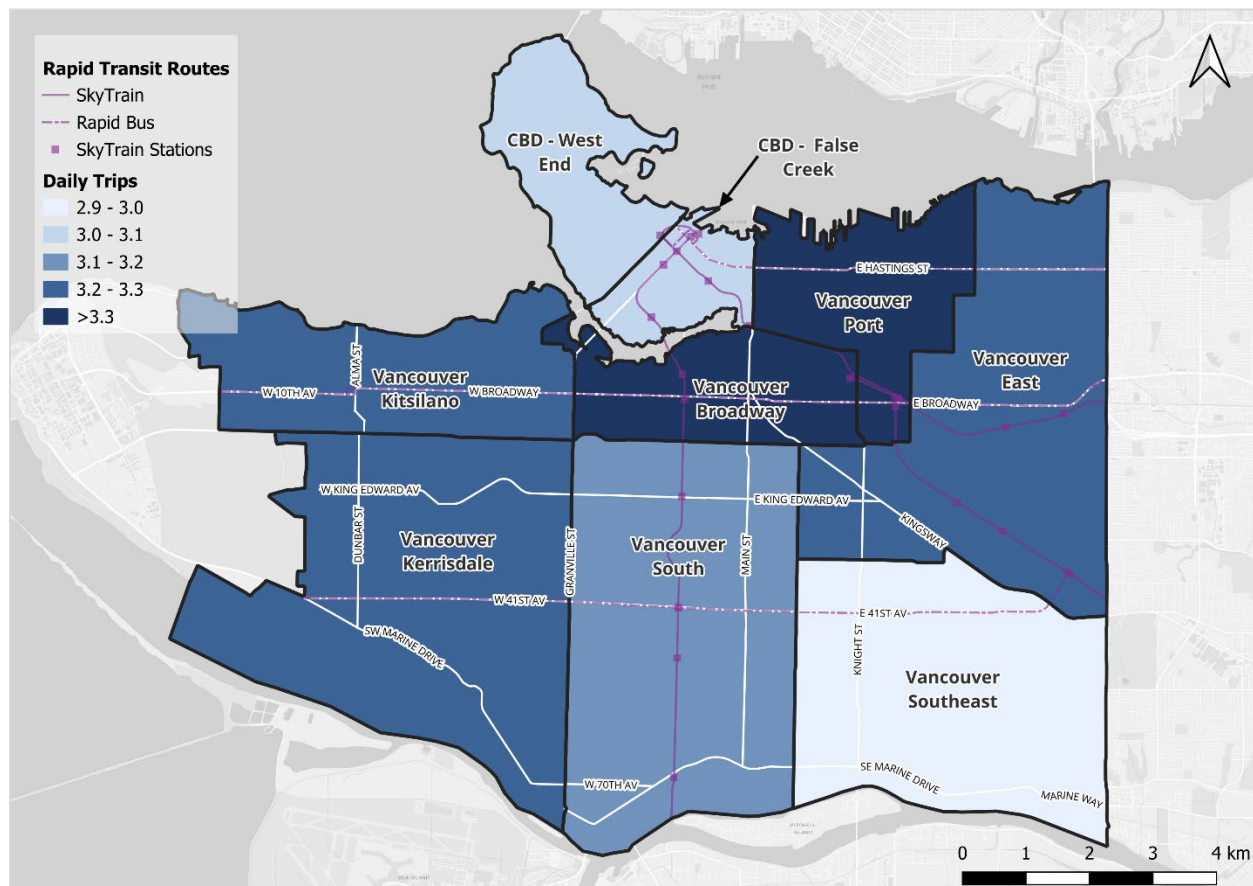 Rapid Transit Routes
SkyTrain
Rapid Bus
SkyTrain Stations
Daily Trips
2.9 - 3.0
3.0 - 3.1
3.1 - 3.2
3.2 - 3.3
>3.3
CBD - West
End
CBD - False
Creek
E HASTINGS ST
Vancouver
Port
Vancouver
East
ALMA ST
W 10TH AV
Vancouver
Kitsilano
W BROADWAY
Vancouver
Broadway
E BROADWAY
W KING EDWARD AV
E KING EDWARD AV
KINGSWAY
DUNBAR ST
Vancouver
Kerrisdale
GRANVILLE ST
Vancouver
South
MAIN ST
W 41ST AV
E 41ST AV
SW MARINE DRIVE
KNIGHT ST
Vancouver
Southeast
W 70TH AV
SE MARINE DRIVE
MARINE WAY
0 1 2 3 4 km